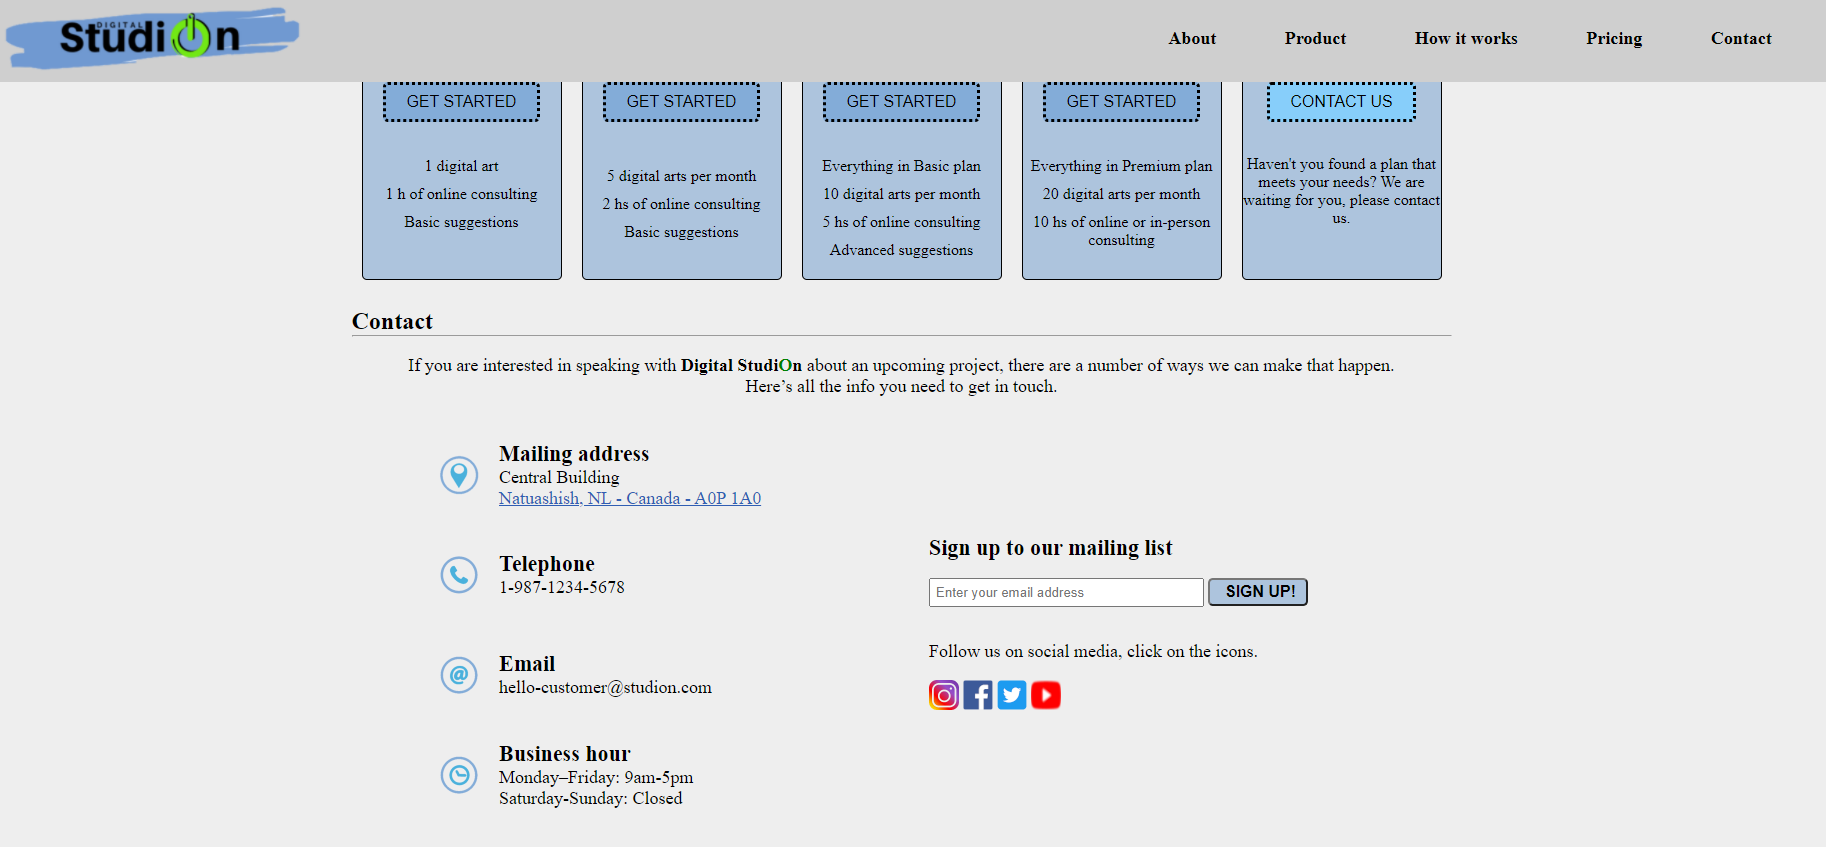 DIGITAL
StudiOn
About Product How it works Pricing Contact
GET STARTED
1 digital art
1 h of online consulting
Basic suggestions
GET STARTED
5 digital arts per month
2 hs of online consulting
Basic suggestions
GET STARTED
Everything in Basic plan
10 digital arts per month
5 hs of online consulting
Advanced suggestions
GET STARTED
Everything in Premium plan
20 digital arts per month
10 hs of online or in-person
consulting
CONTACT US
Haven't you found a plan that
meets your needs? We are
waiting for you, please contact
us.
Contact
If you are interested in speaking with Digital StudiOn about an upcoming project, there are a number of ways we can make that happen.
Here’s all the info you need to get in touch.
Mailing address
Central Building
Natuashish, NL - Canada - A0P 1A0
Telephone
1-987-1234-5678
Email
hello-customer@studion.com
Business hour
Monday–Friday: 9am-5pm
Saturday-Sunday: Closed
Sign up to our mailing list
Enter your email address
SIGN UP!
Follow us on social media, click on the icons.